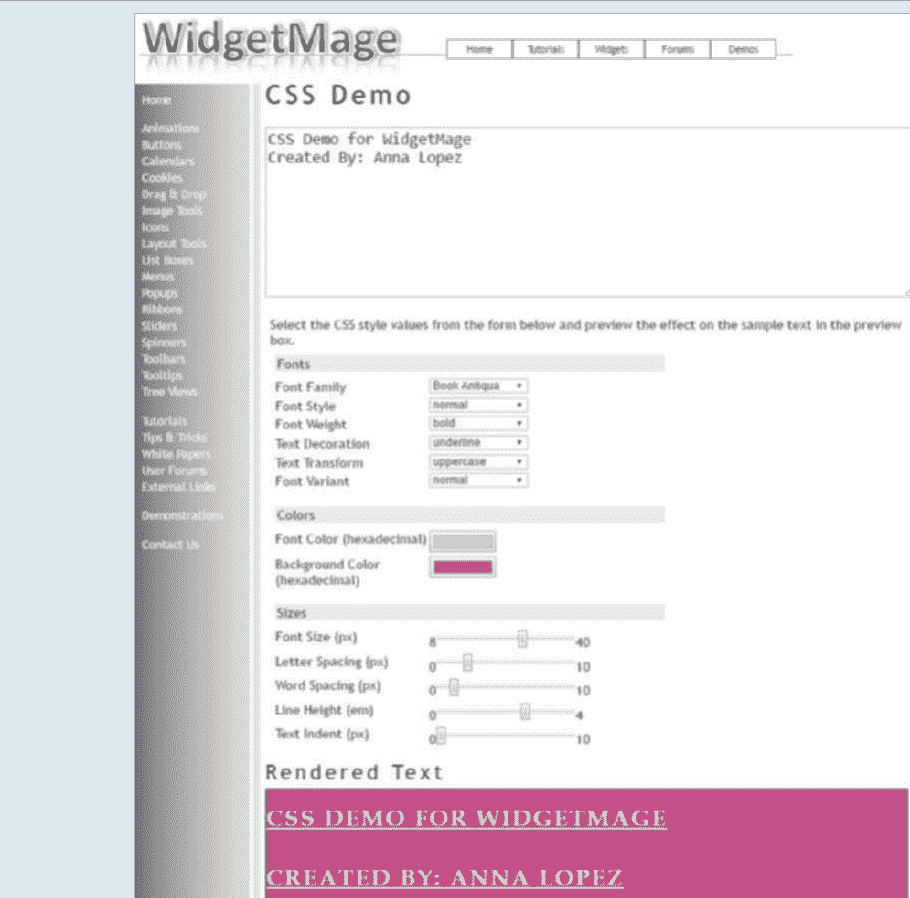 WidgetMage
Home Tutorials Widgets Forums Demos
Home
Animations
Buttons
Calendars
Cookies
Drag & Drop
Image Tools
Icons
Layout Tools
List Boxes
Menus
Popups
Ribbons
Sliders
Spinners
Toolbars
Tooltips
Tree Views
Tutorials
Tips & Tricks
White Papers
User Forums
External Links
Demonstrations
Contact Us
CSS Demo
CSS Demo for WidgetMage
Created By: Anna Lopez
Select the CSS style values from the form below and preview the effect on the sample text in the preview
box.
Fonts
Font Family Book Antiqua
Font Style normal
Font Weight bold
Text Decoration underline
Text Transform uppercase
Font Variant normal
Colors
Font Color (hexadecimal)
Background Color
(hexadecimal)
Sizes
Font Size (px) 8 40
Letter Spacing (px) 0 10
Word Spacing (px) 0 10
Line Height (em) 0 4
Text Indent (px) 0 10
Rendered Text
CSS DEMO FOR WIDGETMAGE
CREATED BY: ANNA LOPEZ